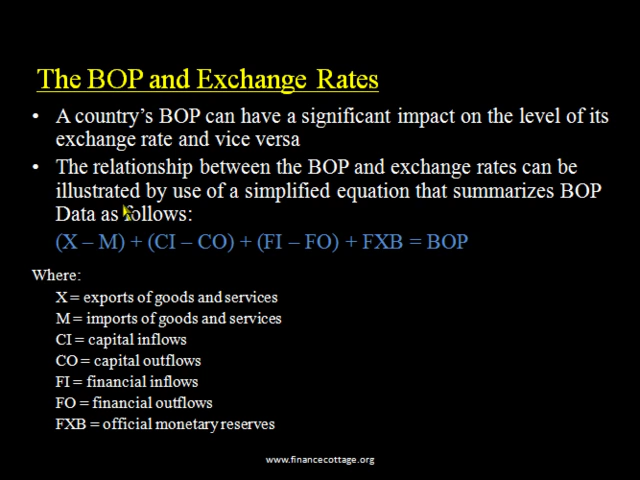 The BOP and Exchange Rates
• A country's BOP can have a significant impact on the level of its
exchange rate and vice versa
• The relationship between the BOP and exchange rates can be
illustrated by use of a simplified equation that summarizes BOP
Data as follows:
(X – M) + (CI – CO) + (FI – FO) + FXB = BOP
Where:
X = exports of goods and services
M = imports of goods and services
CI = capital inflows
CO = capital outflows
FI = financial inflows
FO = financial outflows
FXB = official monetary reserves
www.financecottage.org